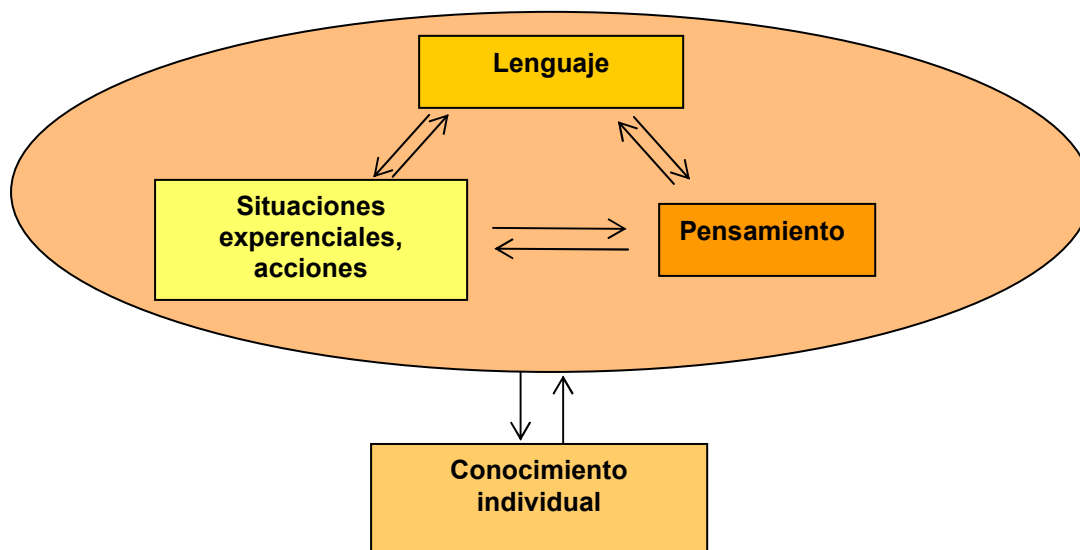 Lenguaje
Situaciones
experenciales,
acciones
Pensamiento
Conocimiento
individual